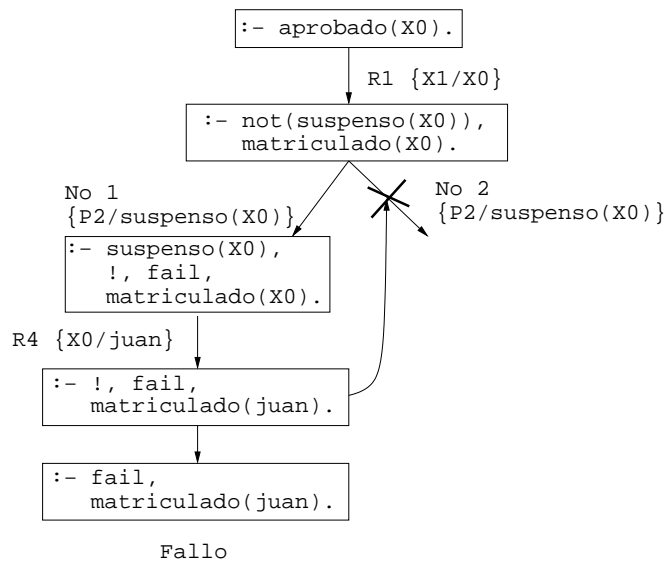 :- aprobado(X0).
R1 {X1/X0}
:- not(suspenso(X0)),
matriculado(X0).
No 1
{P2/suspenso(X0)}
No 2
{P2/suspenso(X0)}
:- suspenso(X0),
!, fail,
matriculado(X0).
R4 {X0/juan}
:- !, fail,
matriculado(juan).
:- fail,
matriculado(juan).
Fallo